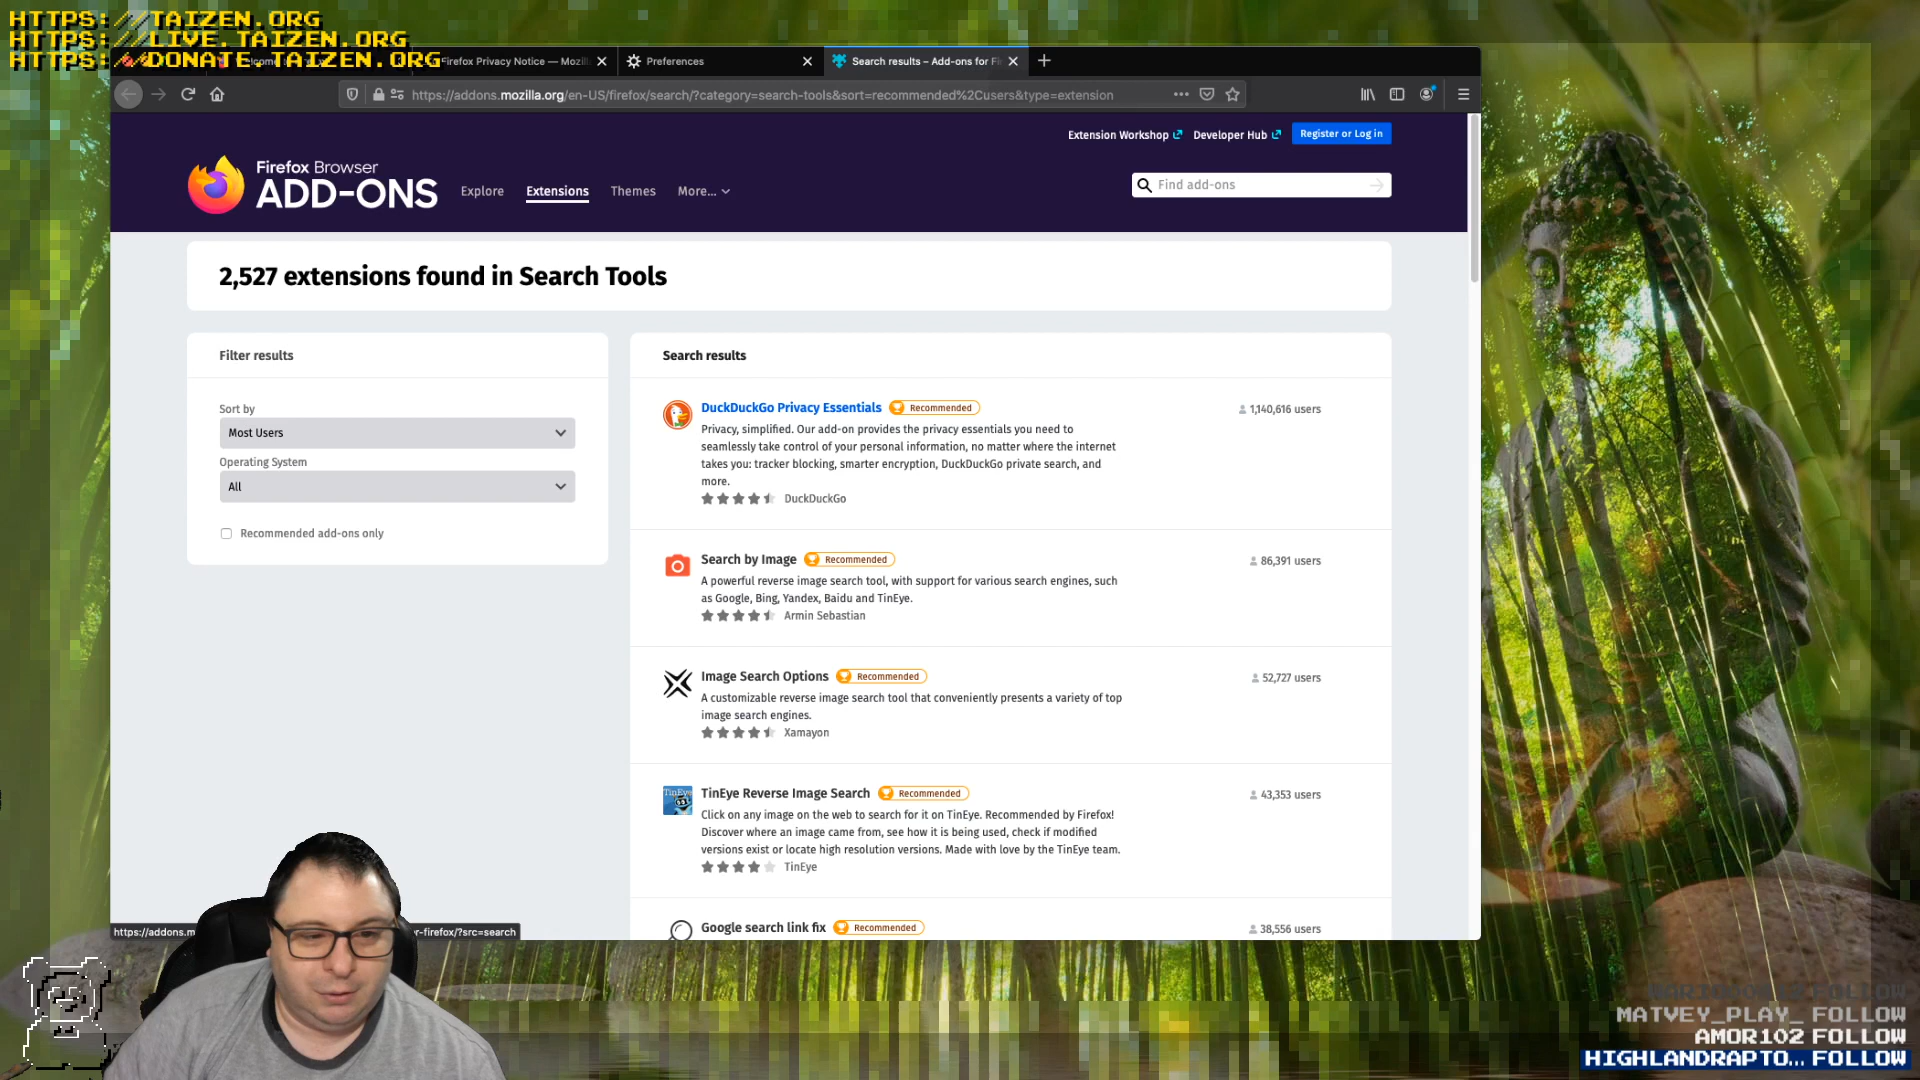 HTTPS://TAIZEN.ORG
HTTPS://LIVE.TAIZEN.ORG
HTTPS://DONATE.TAIZEN.ORG
Firefox Privacy Notice — Mozil
Preferences
Search results – Add-ons for Fi
https://addons.mozilla.org/en-US/firefox/search/?category=search-tools&sort=recommended%2Cusers&type=extension
Extension Workshop
Developer Hub
Register or Log in
Firefox Browser
ADD-ONS
Explore
Extensions
Themes
More...
Find add-ons
2,527 extensions found in Search Tools
Filter results
Sort by
Most Users
Operating System
All
Recommended add-ons only
Search results
DuckDuckGo Privacy Essentials
Recommended
1,140,616 users
Privacy, simplified. Our add-on provides the privacy essentials you need to
seamlessly take control of your personal information, no matter where the internet
takes you: tracker blocking, smarter encryption, DuckDuckGo private search, and
more.
DuckDuckGo
Search by Image
Recommended
86,391 users
A powerful reverse image search tool, with support for various search engines, such
as Google, Bing, Yandex, Baidu and TinEye.
Armin Sebastian
Image Search Options
Recommended
52,727 users
A customizable reverse image search tool that conveniently presents a variety of top
image search engines.
Xamayon
TinEye
TinEye Reverse Image Search
Recommended
43,353 users
Click on any image on the web to search for it on TinEye. Recommended by Firefox!
Discover where an image came from, see how it is being used, check if modified
versions exist or locate high resolution versions. Made with love by the TinEye team.
TinEye
Google search link fix
Recommended
38,556 users
https://addons.m
r-firefox/?src=search
FOLLOW
MATVEY_PLAY_ FOLLOW
AMOR102 FOLLOW
HIGHLANDRAPTO... FOLLOW